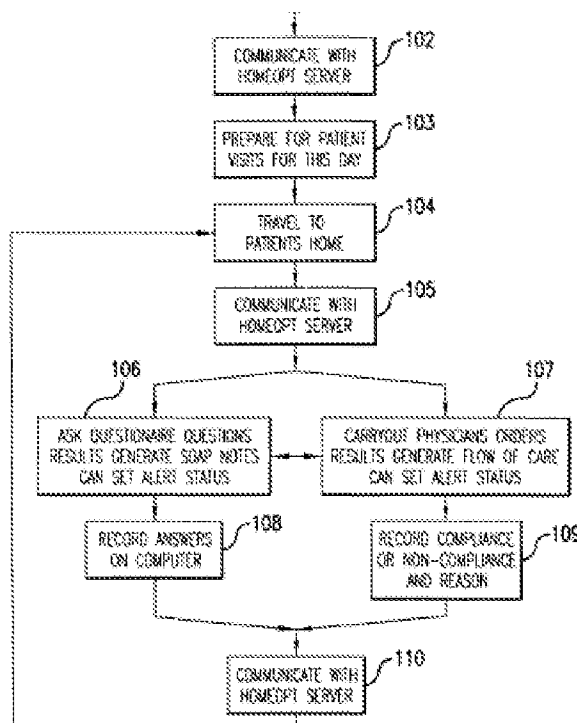 102
COMMUNICATE WITH
HOMEOPT SERVER
103
PREPARE FOR PATIENT
VISITS FOR THIS DAY
104
TRAVEL TO
PATIENTS HOME
105
COMMUNICATE WITH
HOMEOPT SERVER
106
107
ASK QUESTIONAIRE QUESTIONS
RESULTS GENERATE SOAP NOTES
CAN SET ALERT STATUS
CARRYOUT PHYSICIANS ORDERS
RESULTS GENERATE FLOW OF CARE
CAN SET ALERT STATUS
108
109
RECORD ANSWERS
ON COMPUTER
RECORD COMPLIANCE
OR NON-COMPLIANCE
AND REASON
110
COMMUNICATE WITH
HOMEOPT SERVER